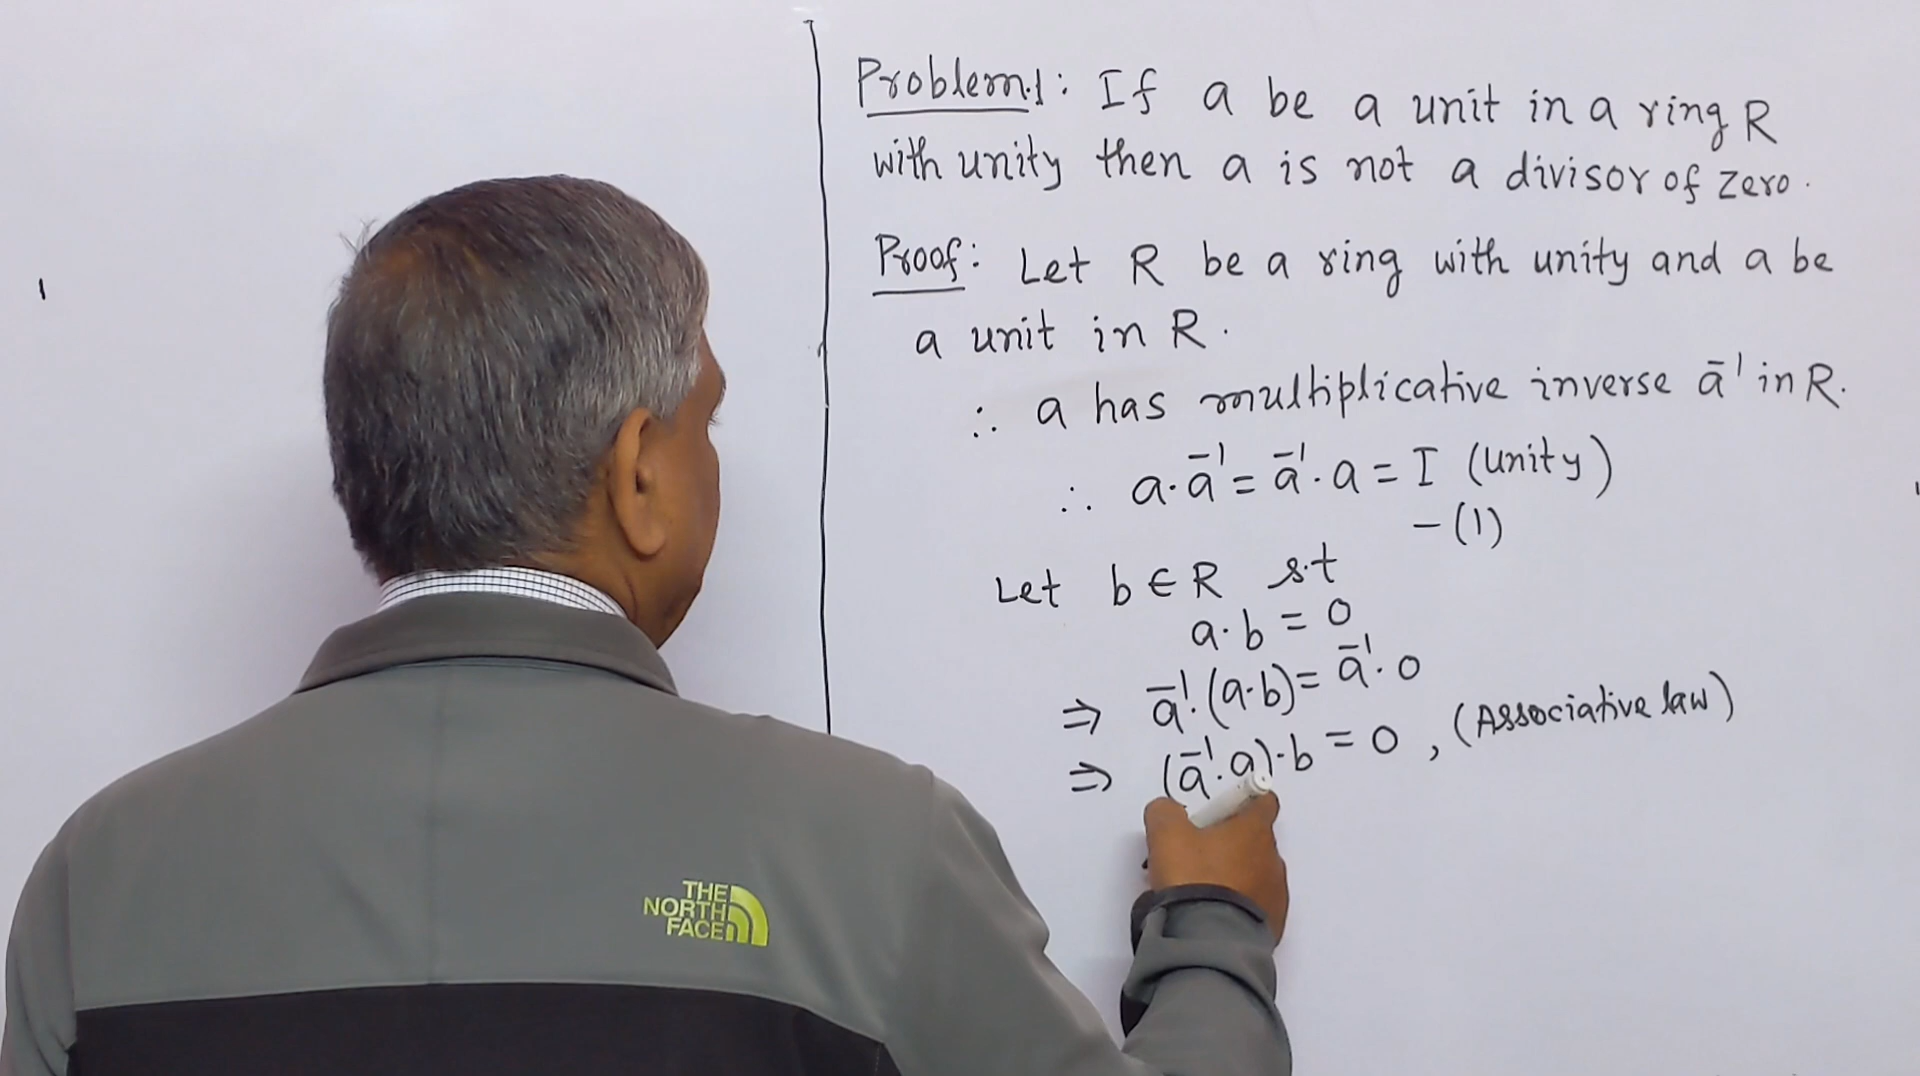 Problem.1: If a be a unit in a ring R
with unity then a is not a divisor of zero.
Proof: Let R be a ring with unity and a be
a unit in R.
∴ a has multiplicative inverse a⁻¹ in R.
∴ a·a⁻¹ = a⁻¹·a = I (unity)
-(1)
Let b ∈ R s.t
a·b = 0
⇒ a⁻¹·(a·b) = a⁻¹·0
⇒ (a⁻¹·a)·b = 0, (Associative law)
THE
NORTH
FACE